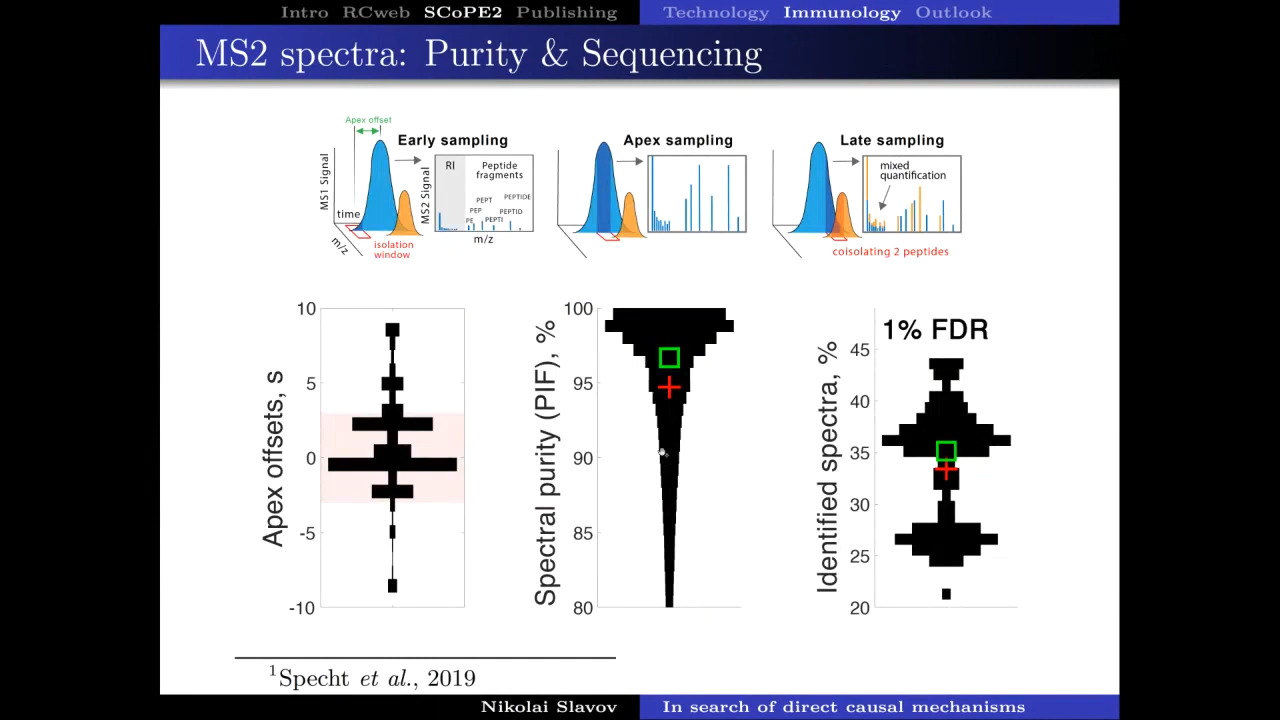 Intro RCweb SCoPE2 Publishing Technology Immunology Outlook
MS2 spectra: Purity & Sequencing
Apex offset
Early sampling
MS1 Signal
time
m/z
isolation
window
MS2 Signal
RI
Peptide
fragments
PEPTIDE
PEPT
PEP
PEPTID
PE
PEPTI
m/z
Apex sampling
Late sampling
mixed
quantification
coisolating 2 peptides
Apex offsets, s
10
5
0
-5
-10
Spectral purity (PIF), %
100
95
90
85
80
Identified spectra, %
1% FDR
45
40
35
30
25
20
1Specht et al., 2019
Nikolai Slavov In search of direct causal mechanisms